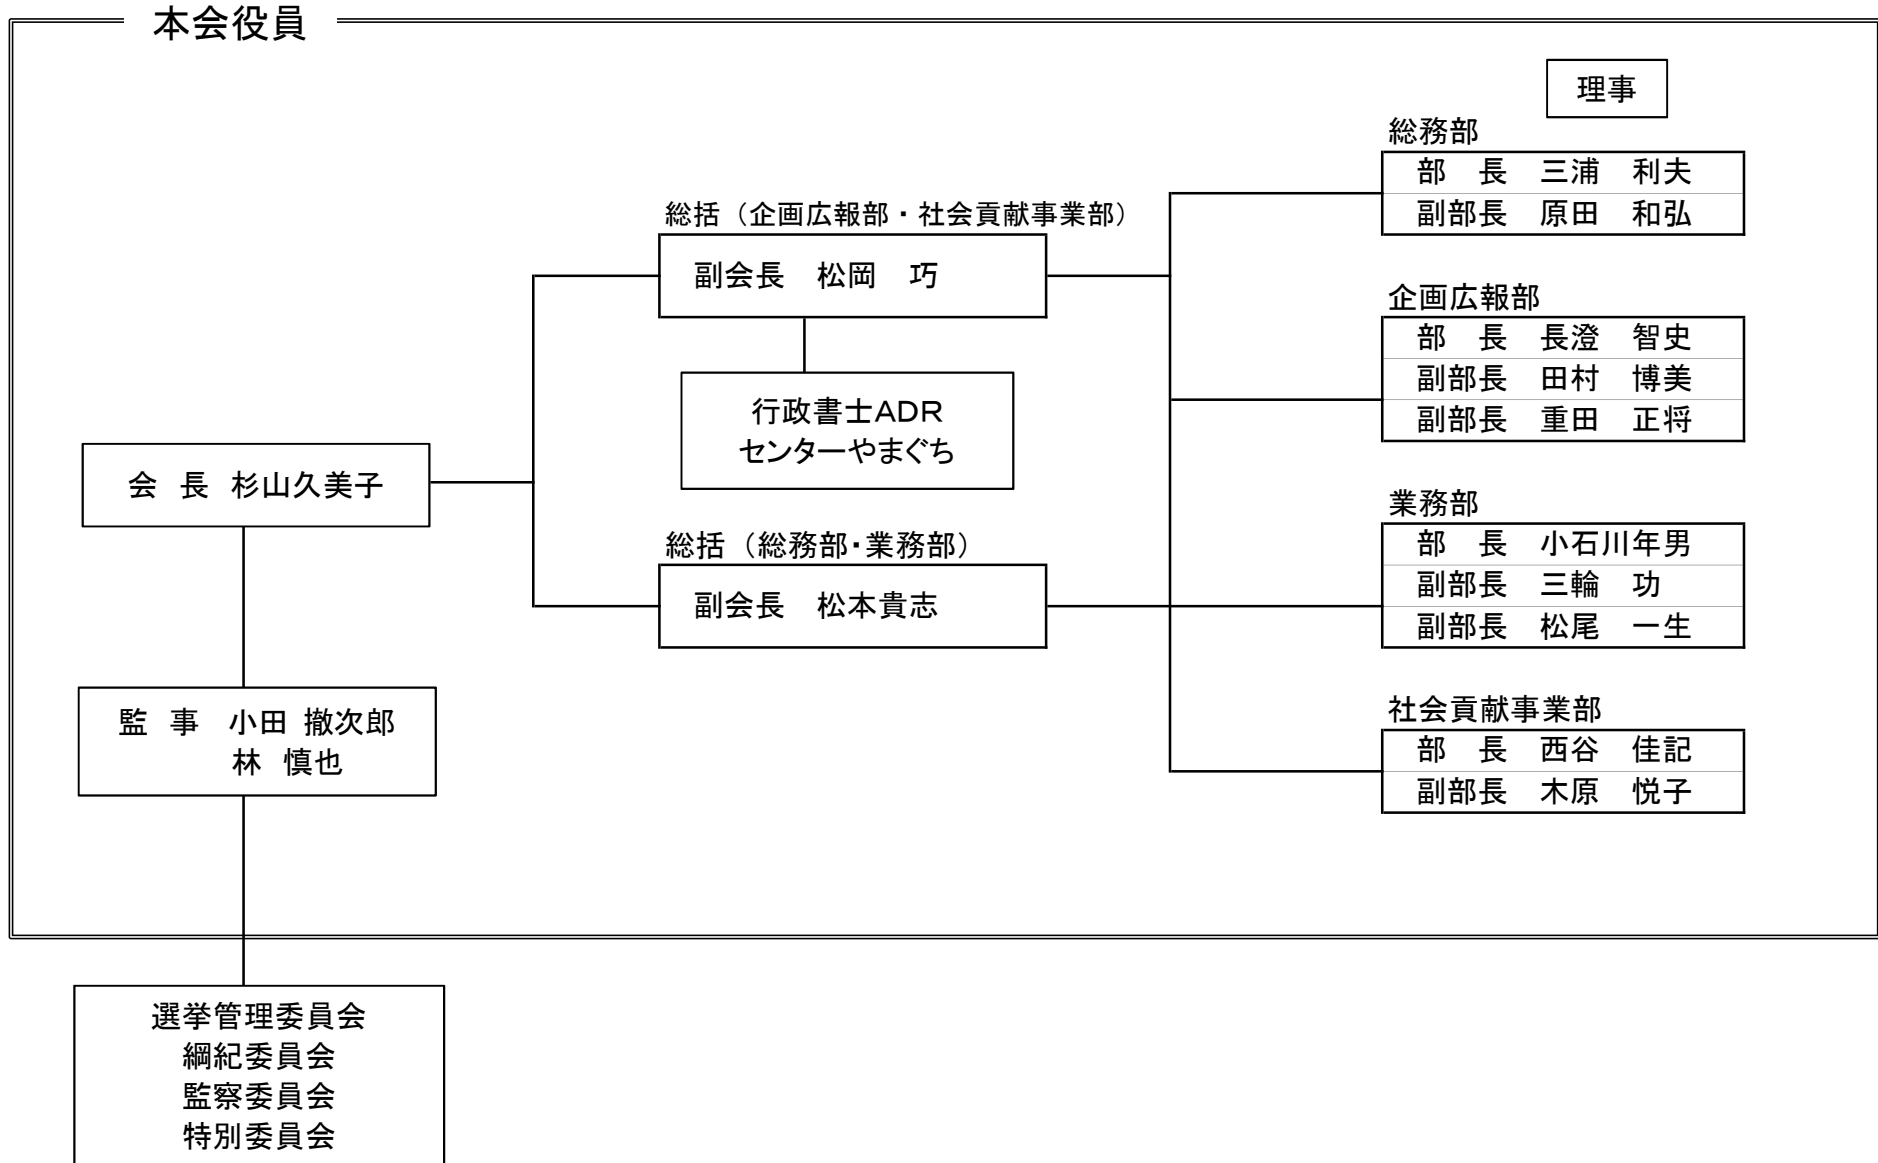 本会役員
理事
総務部
部　長　三浦　利夫
副部長　原田　和弘
総括（企画広報部・社会貢献事業部）
副会長　松岡　巧
企画広報部
部　長　長澄　智史
副部長　田村　博美
副部長　重田　正将
行政書士ADR
センターやまぐち
会　長　杉山久美子
業務部
部　長　小石川年男
副部長　三輪　功
副部長　松尾　一生
総括（総務部・業務部）
副会長　松本貴志
監　事　小田　撤次郎
林　慎也
社会貢献事業部
部　長　西谷　佳記
副部長　木原　悦子
選挙管理委員会
綱紀委員会
監察委員会
特別委員会